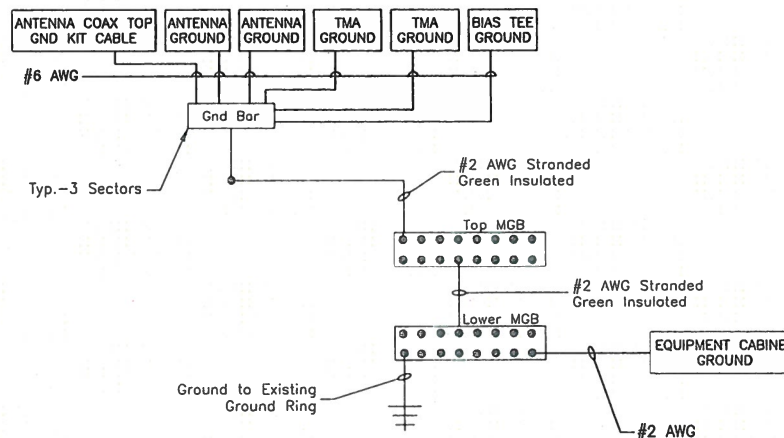 ANTENNA COAX TOP
GND KIT CABLE
ANTENNA
GROUND
ANTENNA
GROUND
TMA
GROUND
TMA
GROUND
BIAS TEE
GROUND
#6 AWG
Gnd Bar
Typ.-3 Sectors
#2 AWG Stranded
Green Insulated
Top MGB
#2 AWG Stranded
Green Insulated
Lower MGB
EQUIPMENT CABINE
GROUND
Ground to Existing
Ground Ring
#2 AWG